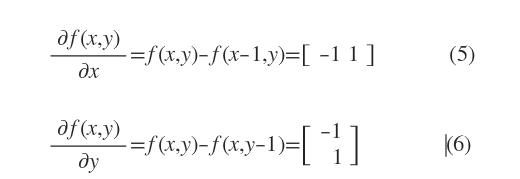 ∂f(x,y)/∂x =f(x,y)–f(x–1,y)=[ –1 1 ] (5)
∂f(x,y)/∂y =f(x,y)–f(x,y–1)=[ –1 1 ] (6)